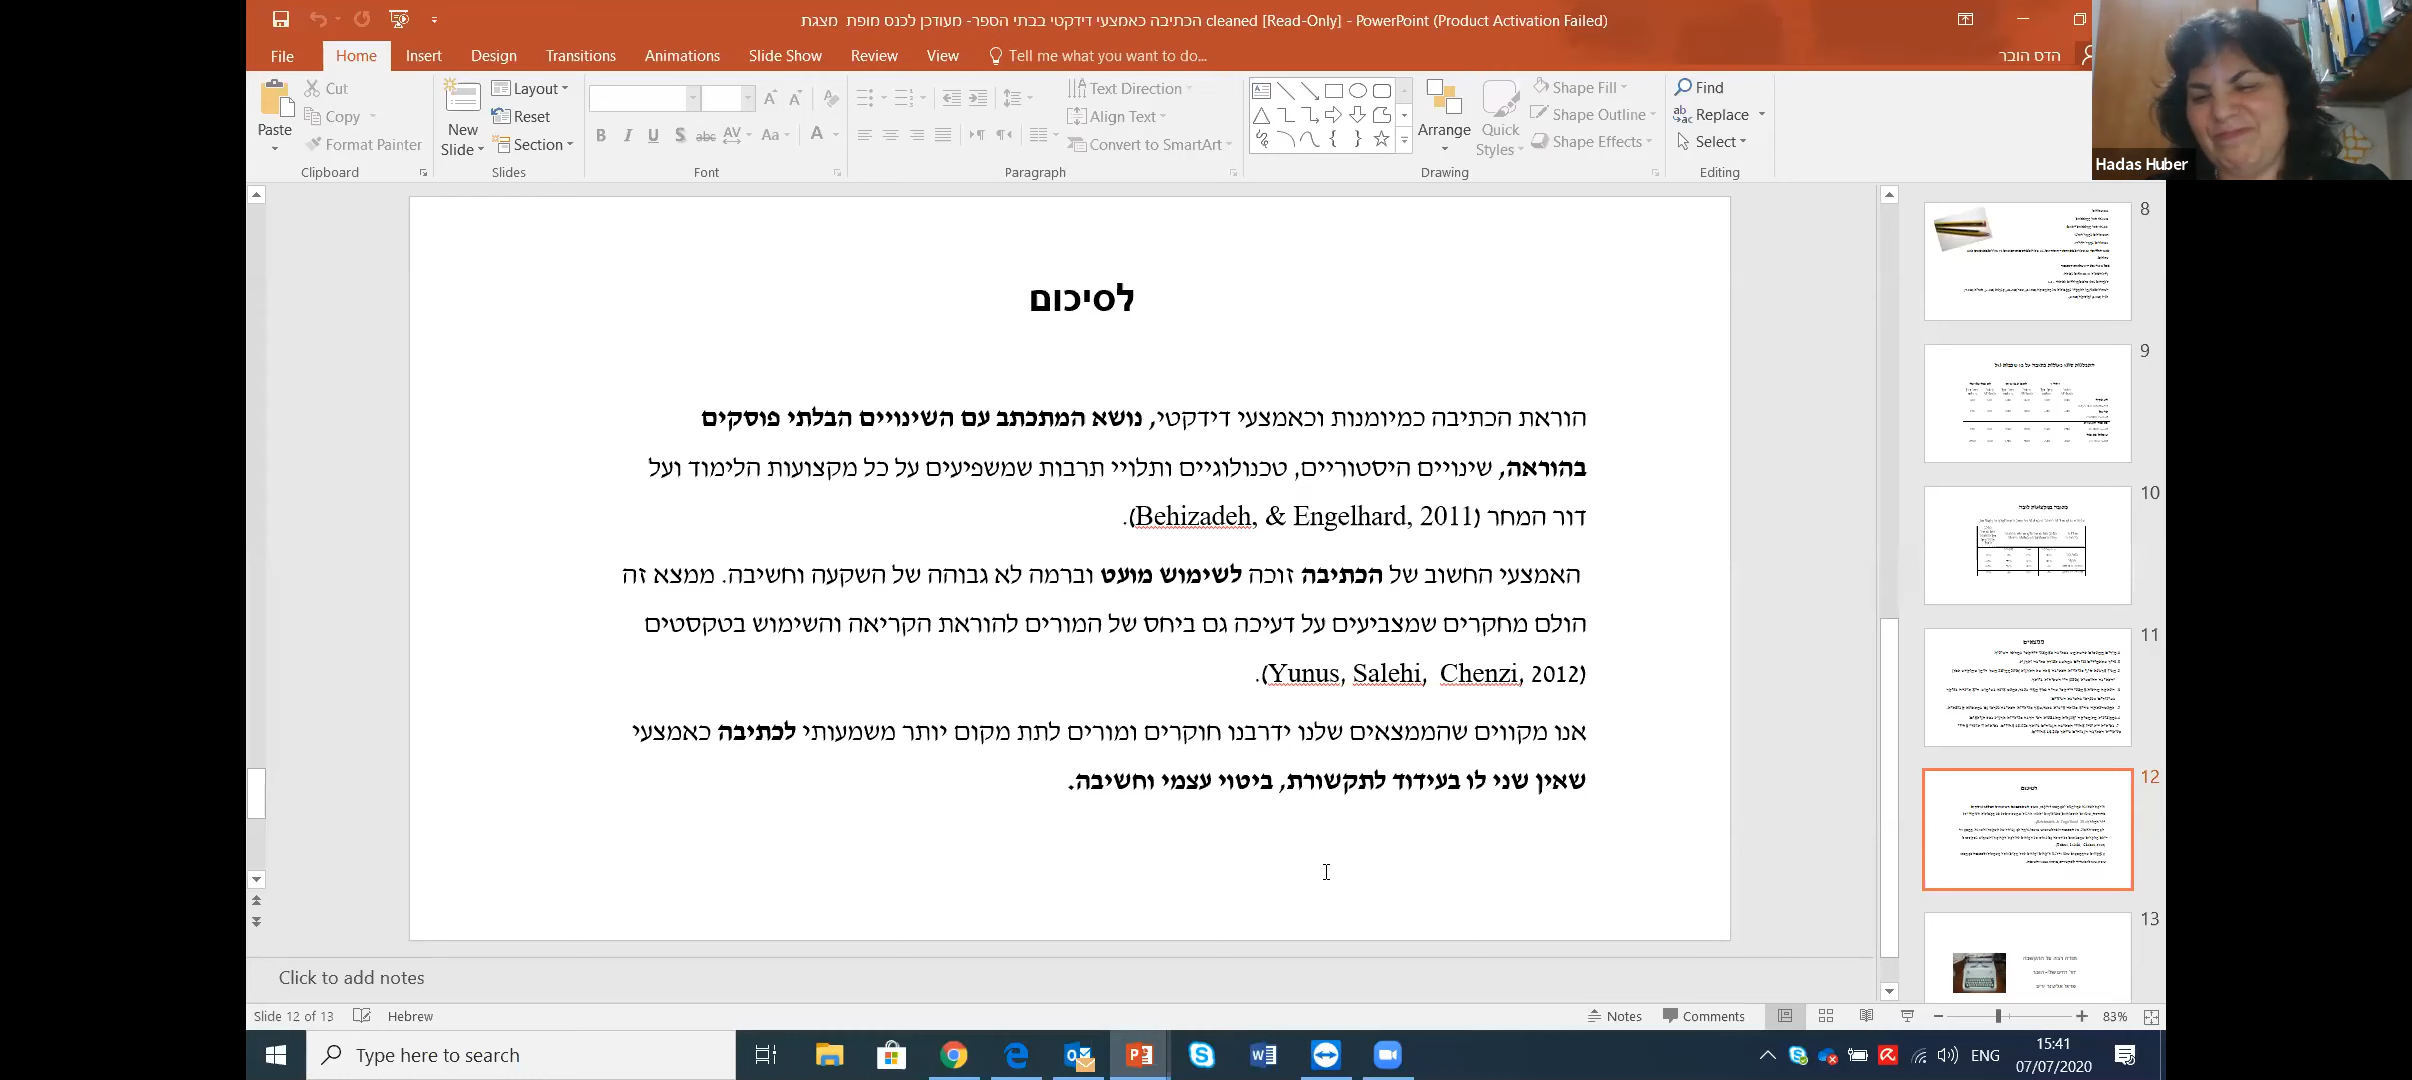 הכתיבה כאמצעי דידקטי בבתי הספר- מעודכן לכנס מופת  מצגת cleaned [Read-Only] - PowerPoint (Product Activation Failed)
File Home Insert Design Transitions Animations Slide Show Review View Tell me what you want to do...
הדס הובר
Paste
Cut
Copy
Format Painter
Clipboard
New Slide
Layout
Reset
Section
Slides
Font
Text Direction
Align Text
Convert to SmartArt
Paragraph
Arrange
Quick Styles
Shape Fill
Shape Outline
Shape Effects
Drawing
Find
Replace
Select
Editing
Hadas Huber
לסיכום
הוראת הכתיבה כמיומנות וכאמצעי דידקטי, נושא המתכתב עם השינויים הבלתי פוסקים
בהוראה, שינויים היסטוריים, טכנולוגיים ותלויי תרבות שמשפיעים על כל מקצועות הלימוד ועל
דור המחר (Behizadeh, & Engelhard, 2011).
האמצעי החשוב של הכתיבה זוכה לשימוש מועט וברמה לא גבוהה של השקעה וחשיבה. ממצא זה
הולם מחקרים שמצביעים על דעיכה גם ביחס של המורים להוראת הקריאה והשימוש בטקסטים
(Yunus, Salehi, Chenzi, 2012).
אנו מקווים שהממצאים שלנו ידרבנו חוקרים ומורים לתת מקום יותר משמעותי לכתיבה כאמצעי
שאין שני לו בעידוד לתקשורת, ביטוי עצמי וחשיבה.
8
9
10
11
ממצאים
12
לסיכום
13
Click to add notes
Slide 12 of 13 Hebrew
Notes Comments 83%
Type here to search
ENG
15:41
07/07/2020